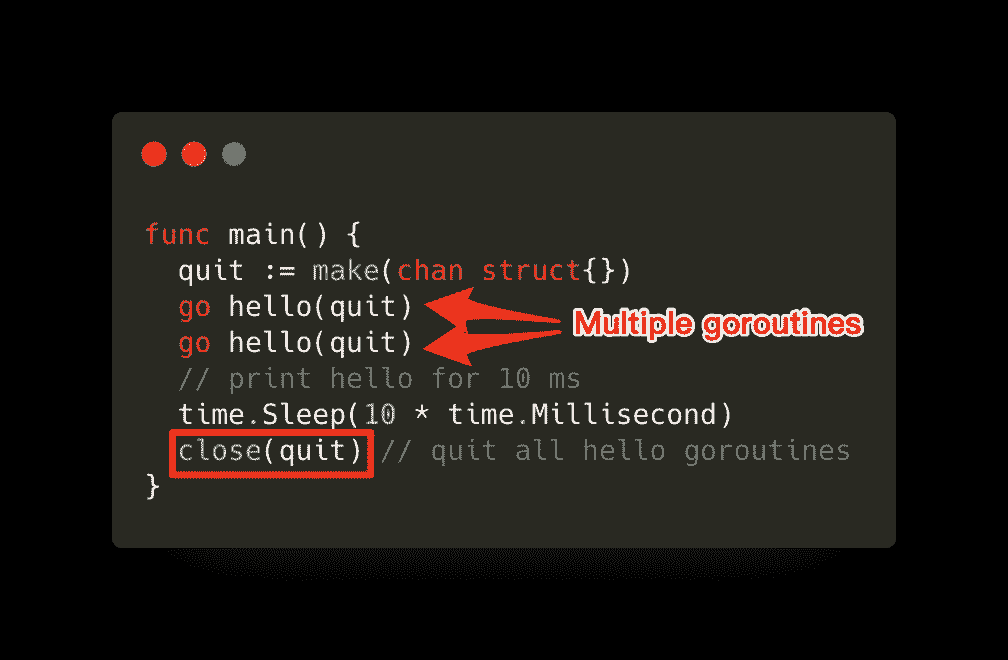 func main() {
  quit := make(chan struct{})
  go hello(quit)
  go hello(quit)
Multiple goroutines
  // print hello for 10 ms
  time.Sleep(10 * time.Millisecond)
  close(quit) // quit all hello goroutines
}